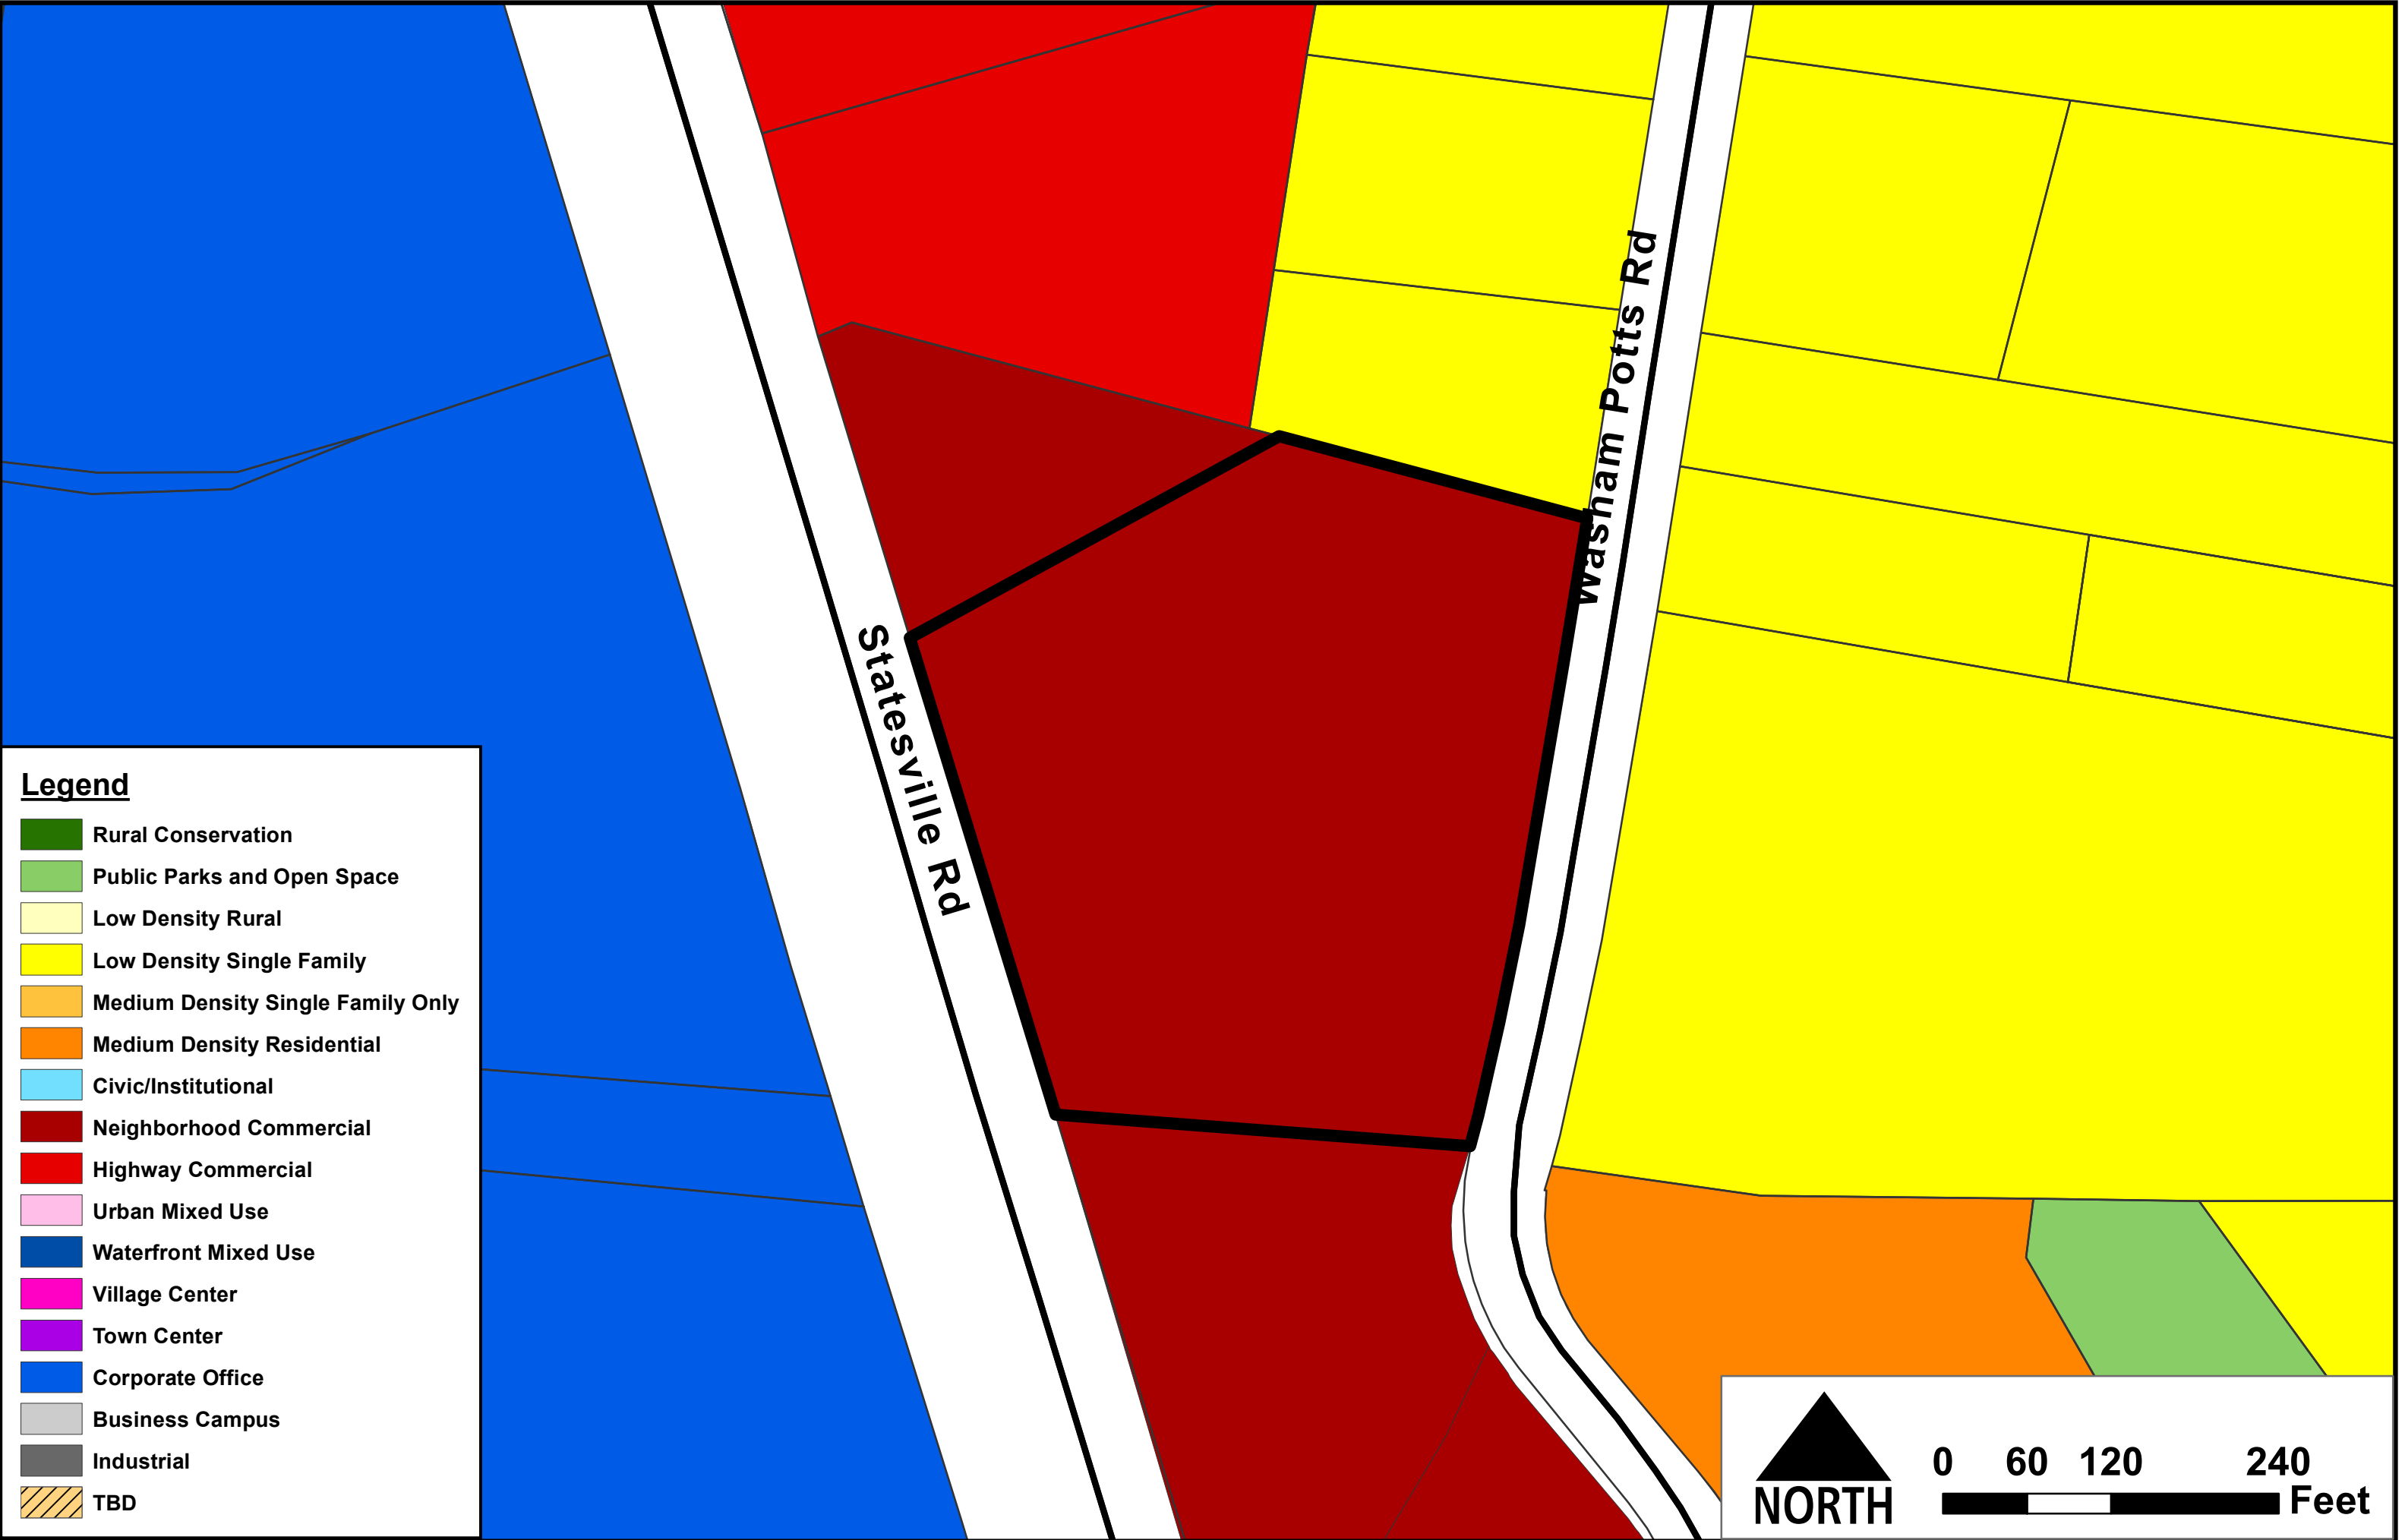 Washam Potts Rd
Statesville Rd
Legend
Rural Conservation
Public Parks and Open Space
Low Density Rural
Low Density Single Family
Medium Density Single Family Only
Medium Density Residential
Civic/Institutional
Neighborhood Commercial
Highway Commercial
Urban Mixed Use
Waterfront Mixed Use
Village Center
Town Center
Corporate Office
Business Campus
Industrial
TBD
NORTH
0 60 120 240
Feet